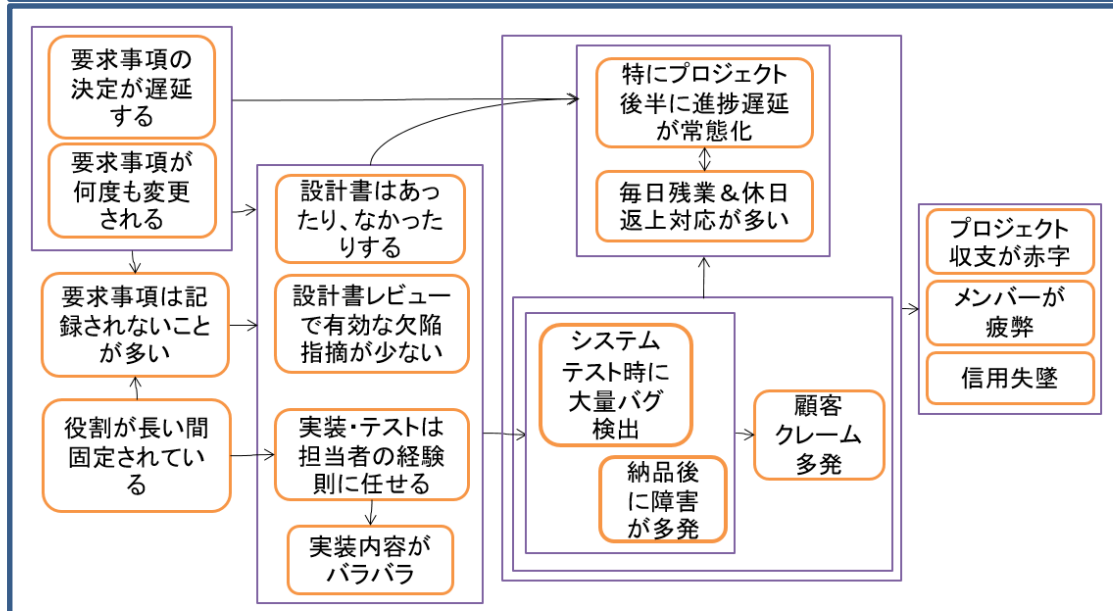 要求事項の
決定が遅延
する
要求事項が
何度も変更
される
要求事項は記
録されないこと
が多い
役割が長い間
固定されてい
る
設計書はあっ
たり、なかった
りする
設計書レビュー
で有効な欠陥
指摘が少ない
実装・テストは
担当者の経験
則に任せる
実装内容が
バラバラ
特にプロジェクト
後半に進捗遅延
が常態化
毎日残業&休日
返上対応が多い
システム
テスト時に
大量バグ
検出
納品後
に障害
が多発
顧客
クレーム
多発
プロジェクト
収支が赤字
メンバーが
疲弊
信用失墜